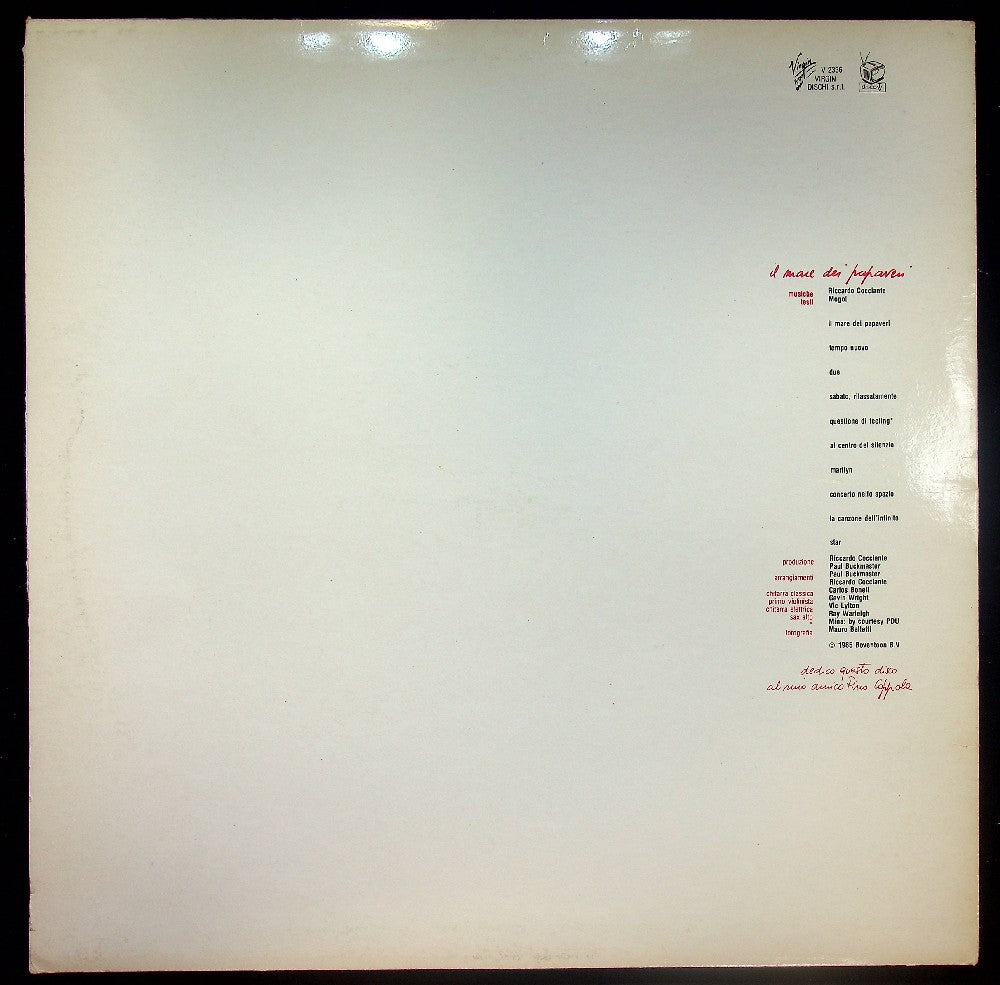 Virgin
V 2336
VIRGIN
DISCHI s.r.l.
il mare dei papaveri
musiche Riccardo Cocciante
testi Mogol
il mare dei papaveri
tempo nuovo
due
sabato, rilassatamente
questione di feeling*
al centro del silenzio
marilyn
concerto nello spazio
la canzone dell'infinito
star
produzione Riccardo Cocciante
Paul Buckmaster
arrangiamenti Paul Buckmaster
Riccardo Cocciante
chitarra classica Carlos Bonell
primo violinista Gavin Wright
chitarra elettrica Vic Lylton
sax alto Ray Warleigh
* Mina: by courtesy PDU
fotografia Mauro Balletti
© 1985 Boventoon B.V
dedico questo disco
al mio amico Pino Coppola